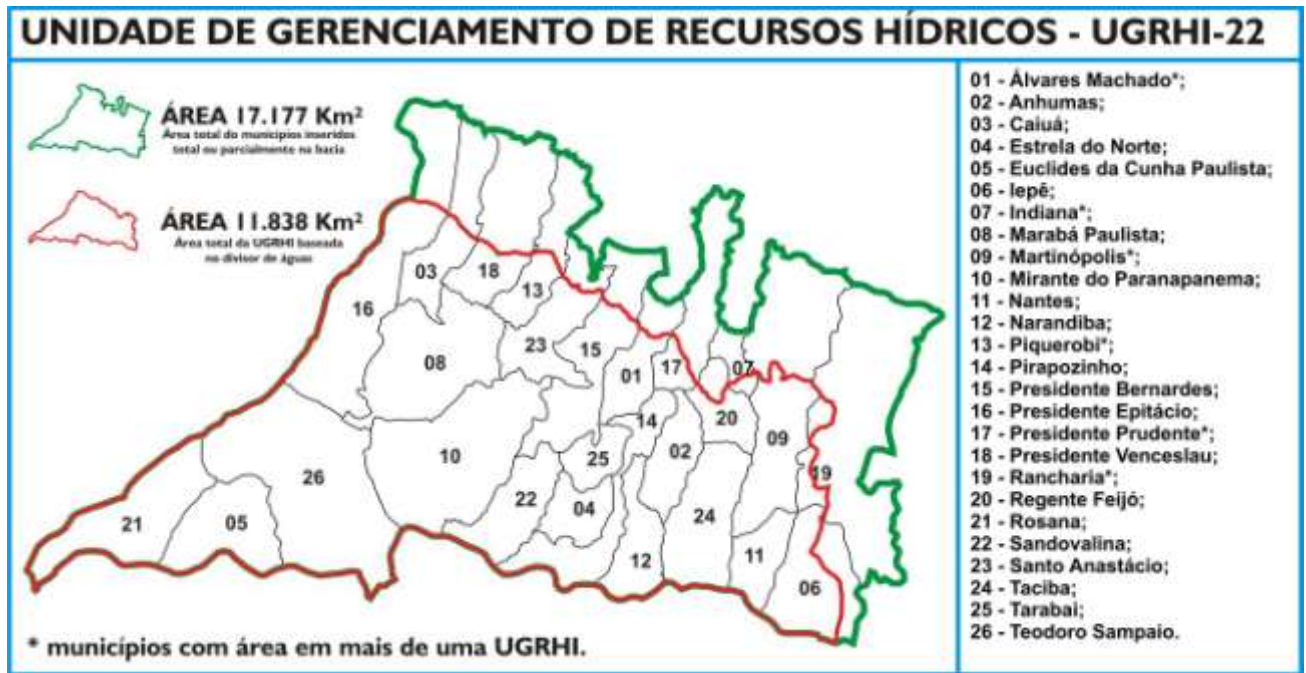 UNIDADE DE GERENCIAMENTO DE RECURSOS HÍDRICOS - UGRHI-22
ÁREA 17.177 Km²
Área total do municípios inseridos
total ou parcialmente na bacia
ÁREA 11.838 Km²
Área total da UGRHI baseada
no divisor de águas
03
18
13
16
23
15
08
01
17
07
14
20
09
10
25
02
19
26
22
04
24
21
05
12
11
06
* municípios com área em mais de uma UGRHI.
01 - Álvares Machado*;
02 - Anhumas;
03 - Caiuá;
04 - Estrela do Norte;
05 - Euclides da Cunha Paulista;
06 - Iepê;
07 - Indiana*;
08 - Marabá Paulista;
09 - Martinópolis*;
10 - Mirante do Paranapanema;
11 - Nantes;
12 - Narandiba;
13 - Piquerobi*;
14 - Pirapozinho;
15 - Presidente Bernardes;
16 - Presidente Epitácio;
17 - Presidente Prudente*;
18 - Presidente Venceslau;
19 - Rancharia*;
20 - Regente Feijó;
21 - Rosana;
22 - Sandovalina;
23 - Santo Anastácio;
24 - Taciba;
25 - Tarabai;
26 - Teodoro Sampaio.